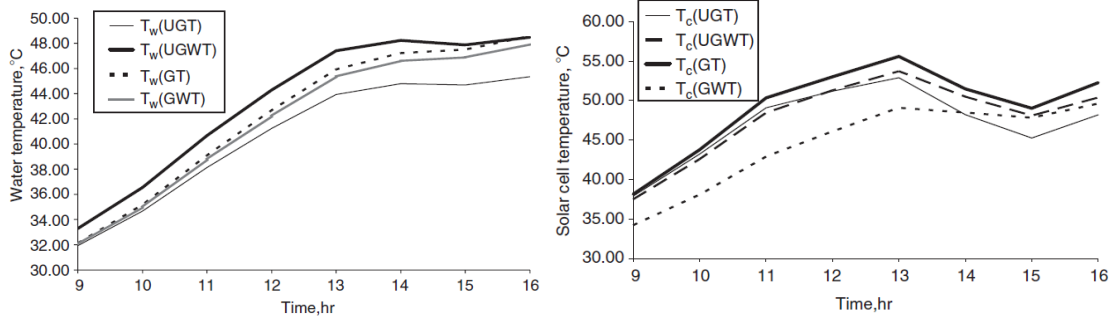 50.00
48.00
46.00
44.00
42.00
40.00
38.00
36.00
34.00
32.00
30.00
Water temperature,°C
T_w(UGT)
T_w(UGWT)
T_w(GT)
T_w(GWT)
9 10 11 12 13 14 15 16
Time,hr
60.00
55.00
50.00
45.00
40.00
35.00
30.00
Solar cell temperature, °C
T_c(UGT)
T_c(UGWT)
T_c(GT)
T_c(GWT)
9 10 11 12 13 14 15 16
Time,hr